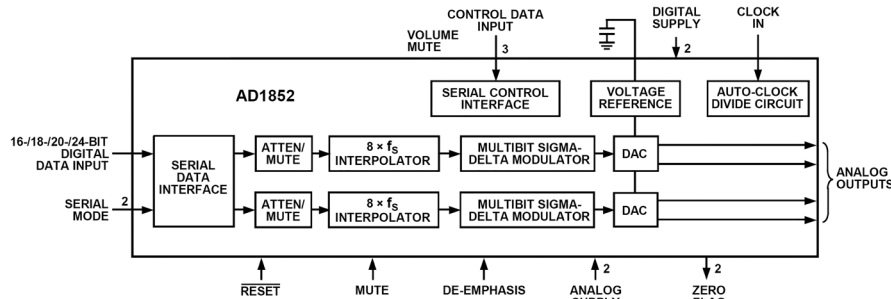 CONTROL DATA
INPUT
VOLUME
MUTE
3
DIGITAL
SUPPLY
2
CLOCK
IN
AD1852
SERIAL CONTROL
INTERFACE
VOLTAGE
REFERENCE
AUTO-CLOCK
DIVIDE CIRCUIT
16-/18-/20-/24-BIT
DIGITAL
DATA INPUT
SERIAL
DATA
INTERFACE
ATTEN/
MUTE
8 × fS
INTERPOLATOR
MULTIBIT SIGMA-
DELTA MODULATOR
DAC
SERIAL
MODE
2
ATTEN/
MUTE
8 × fS
INTERPOLATOR
MULTIBIT SIGMA-
DELTA MODULATOR
DAC
ANALOG
OUTPUTS
RESET
MUTE
DE-EMPHASIS
2
ANALOG
SUPPLY
2
ZERO
FLAG